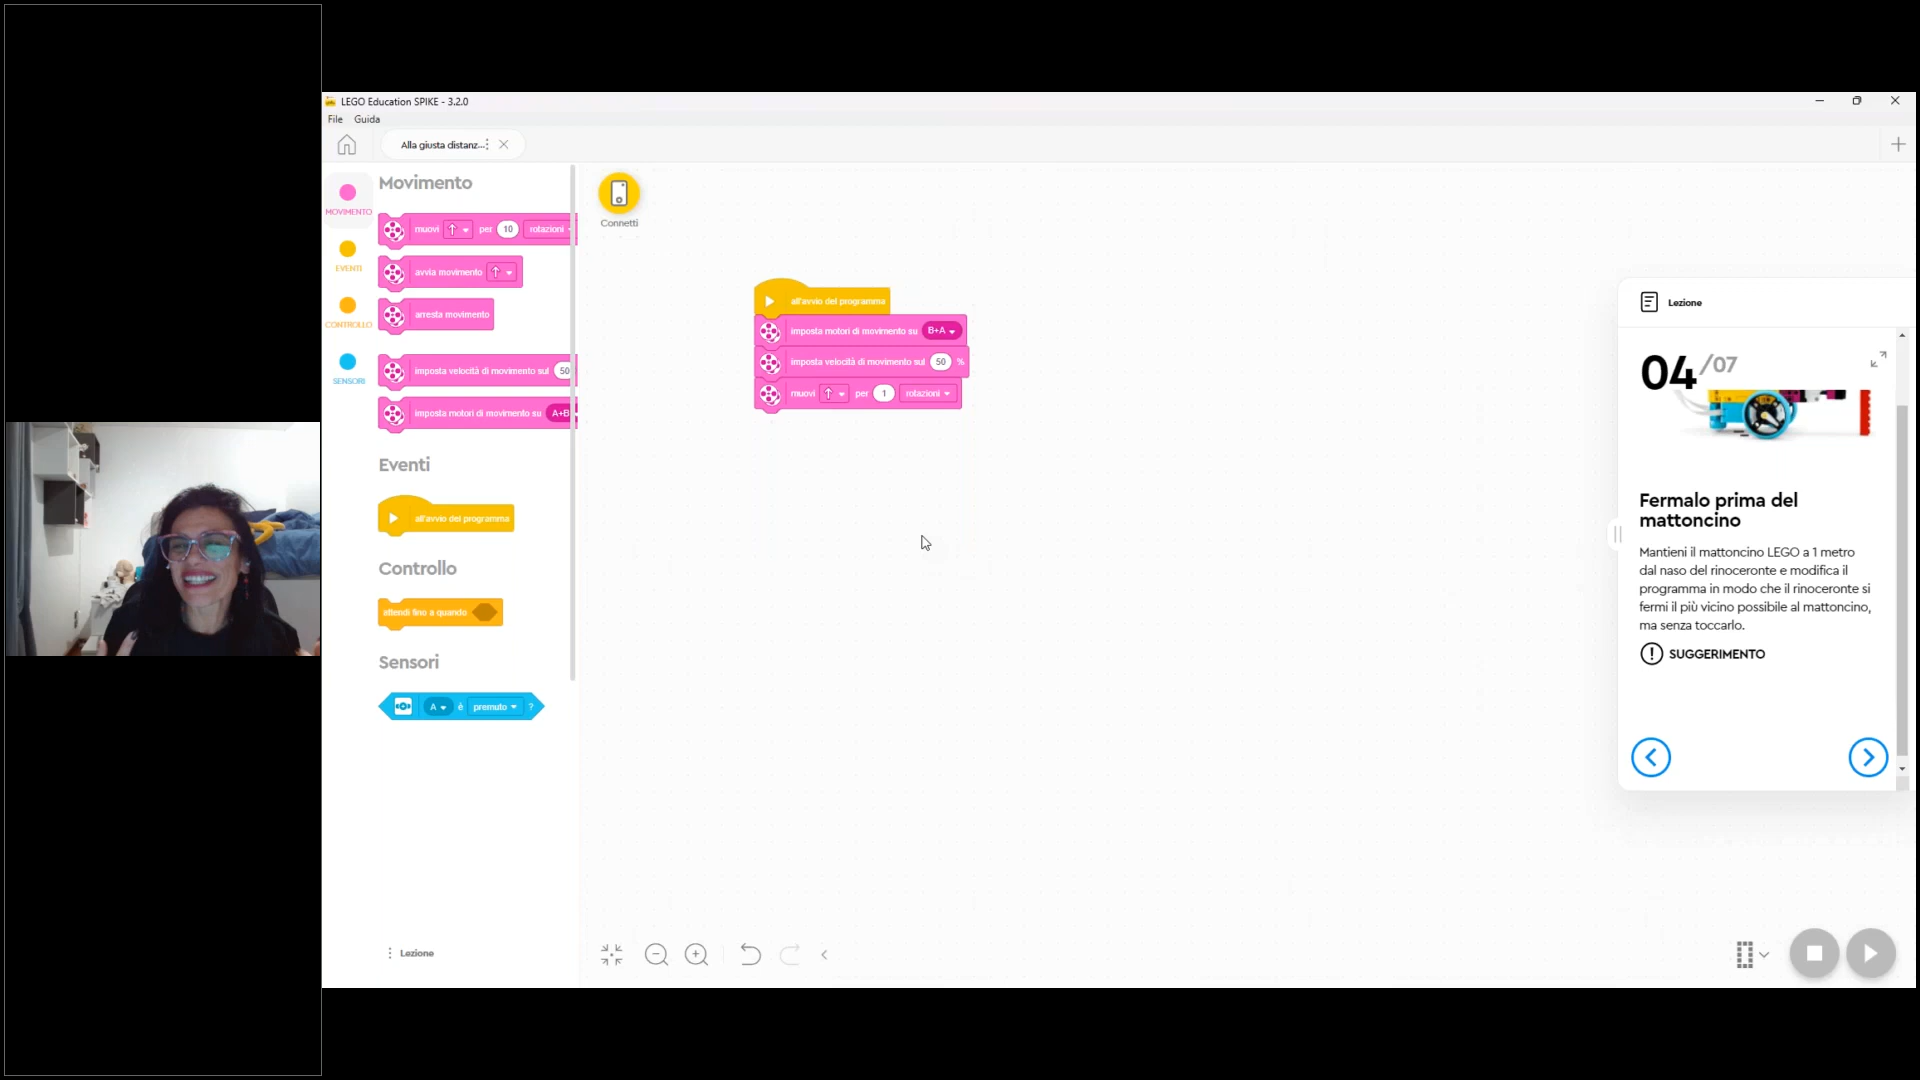 LEGO Education SPIKE - 3.2.0
File Guida
Alla giusta distanz...
MOVIMENTO
EVENTI
CONTROLLO
SENSORI
Movimento
muovi per 10 rotazioni
avvia movimento
arresta movimento
imposta velocità di movimento sul 50
imposta motori di movimento su A+B
Eventi
all'avvio del programma
Controllo
attendi fino a quando
Sensori
A è premuto ?
Lezione
Connetti
all'avvio del programma
imposta motori di movimento su B+A
imposta velocità di movimento sul 50 %
muovi per 1 rotazioni
Lezione
04/07
Fermalo prima del
mattoncino
Mantieni il mattoncino LEGO a 1 metro
dal naso del rinoceronte e modifica il
programma in modo che il rinoceronte si
fermi il più vicino possibile al mattoncino,
ma senza toccarlo.
SUGGERIMENTO